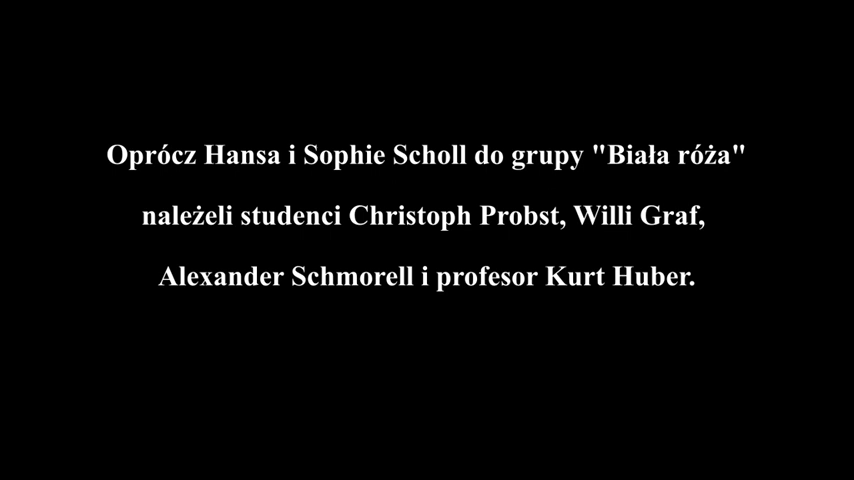 Oprócz Hansa i Sophie Scholl do grupy "Biała róża"
należeli studenci Christoph Probst, Willi Graf,
Alexander Schmorell i profesor Kurt Huber.